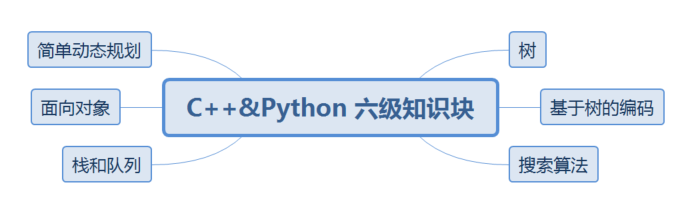 简单动态规划
树
面向对象
C++&Python 六级知识块
基于树的编码
栈和队列
搜索算法